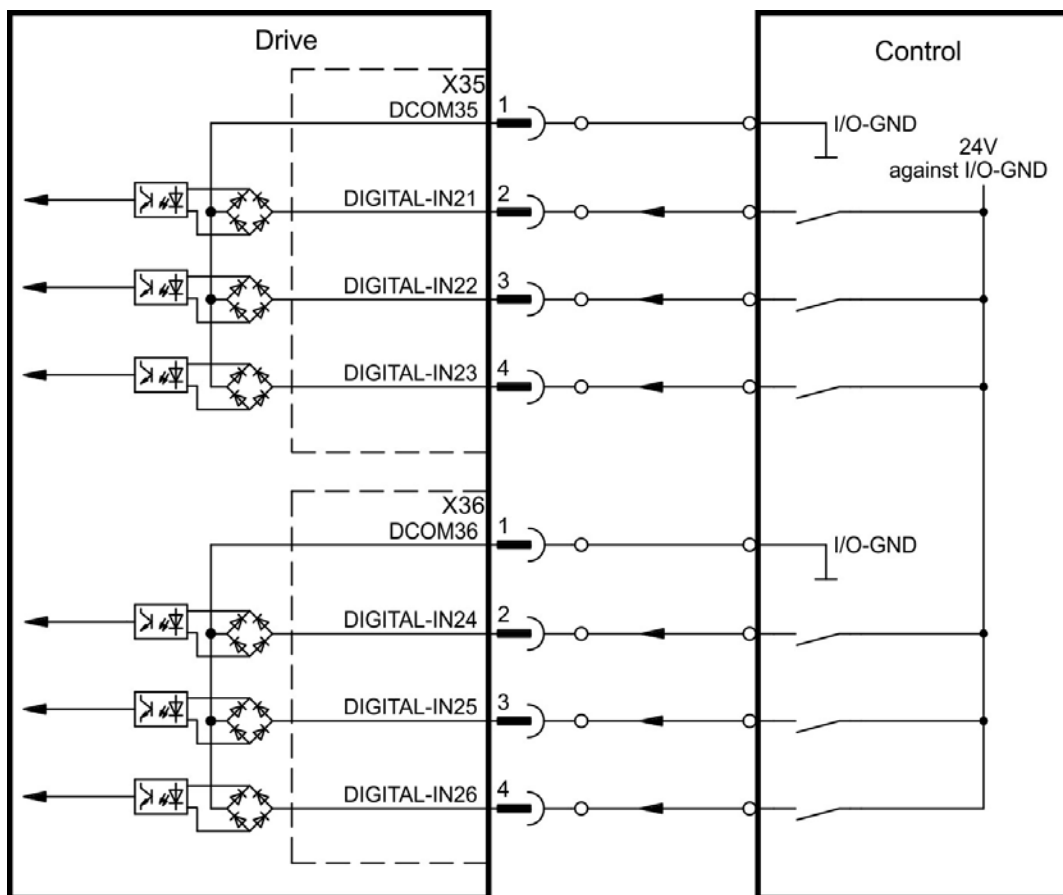 Drive
Control
X35
DCOM35
1
I/O-GND
24V
against I/O-GND
DIGITAL-IN21
2
DIGITAL-IN22
3
DIGITAL-IN23
4
X36
DCOM36
1
I/O-GND
DIGITAL-IN24
2
DIGITAL-IN25
3
DIGITAL-IN26
4